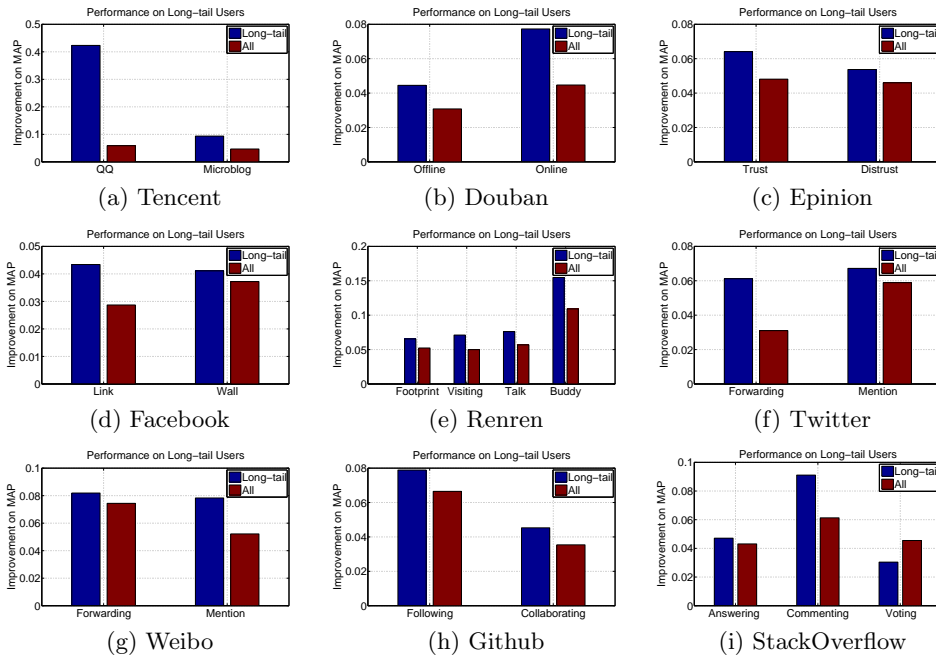 Performance on Long−tail Users
Improvement on MAP
0.5
0.4
0.3
0.2
0.1
0
QQ
Microblog
Long−tail
All
(a) Tencent
Performance on Long−tail Users
Improvement on MAP
0.08
0.06
0.04
0.02
0
Offline
Online
Long−tail
All
(b) Douban
Performance on Long−tail Users
Improvement on MAP
0.08
0.06
0.04
0.02
0
Trust
Distrust
Long−tail
All
(c) Epinion
Performance on Long−tail Users
Improvement on MAP
0.05
0.04
0.03
0.02
0.01
0
Link
Wall
Long−tail
All
(d) Facebook
Performance on Long−tail Users
Improvement on MAP
0.2
0.15
0.1
0.05
0
Footprint
Visiting
Talk
Buddy
Long−tail
All
(e) Renren
Performance on Long−tail Users
Improvement on MAP
0.08
0.06
0.04
0.02
0
Forwarding
Mention
Long−tail
All
(f) Twitter
Performance on Long−tail Users
Improvement on MAP
0.1
0.08
0.06
0.04
0.02
0
Forwarding
Mention
Long−tail
All
(g) Weibo
Performance on Long−tail Users
Improvement on MAP
0.08
0.06
0.04
0.02
0
Following
Collaborating
Long−tail
All
(h) Github
Performance on Long−tail Users
Improvement on MAP
0.1
0.08
0.06
0.04
0.02
0
Answering
Commenting
Voting
Long−tail
All
(i) StackOverflow